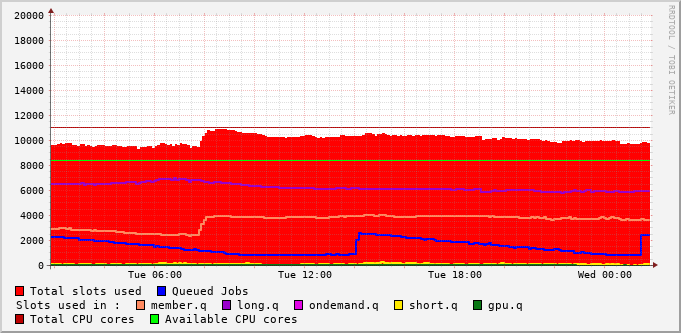 20000
18000
16000
14000
12000
10000
8000
6000
4000
2000
0
Tue 06:00 Tue 12:00 Tue 18:00 Wed 00:00
RRDTOOL / TOBI OETIKER
Total slots used Queued Jobs
Slots used in : member.q long.q ondemand.q short.q gpu.q
Total CPU cores Available CPU cores